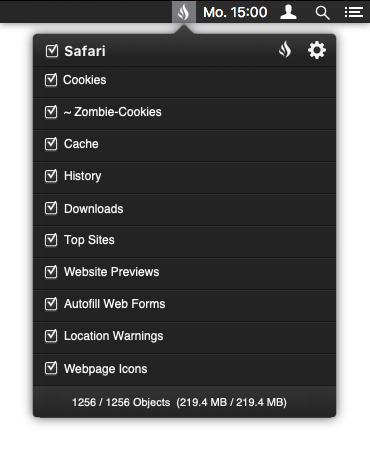 Mo. 15:00
Safari
Cookies
~ Zombie-Cookies
Cache
History
Downloads
Top Sites
Website Previews
Autofill Web Forms
Location Warnings
Webpage Icons
1256 / 1256 Objects (219.4 MB / 219.4 MB)